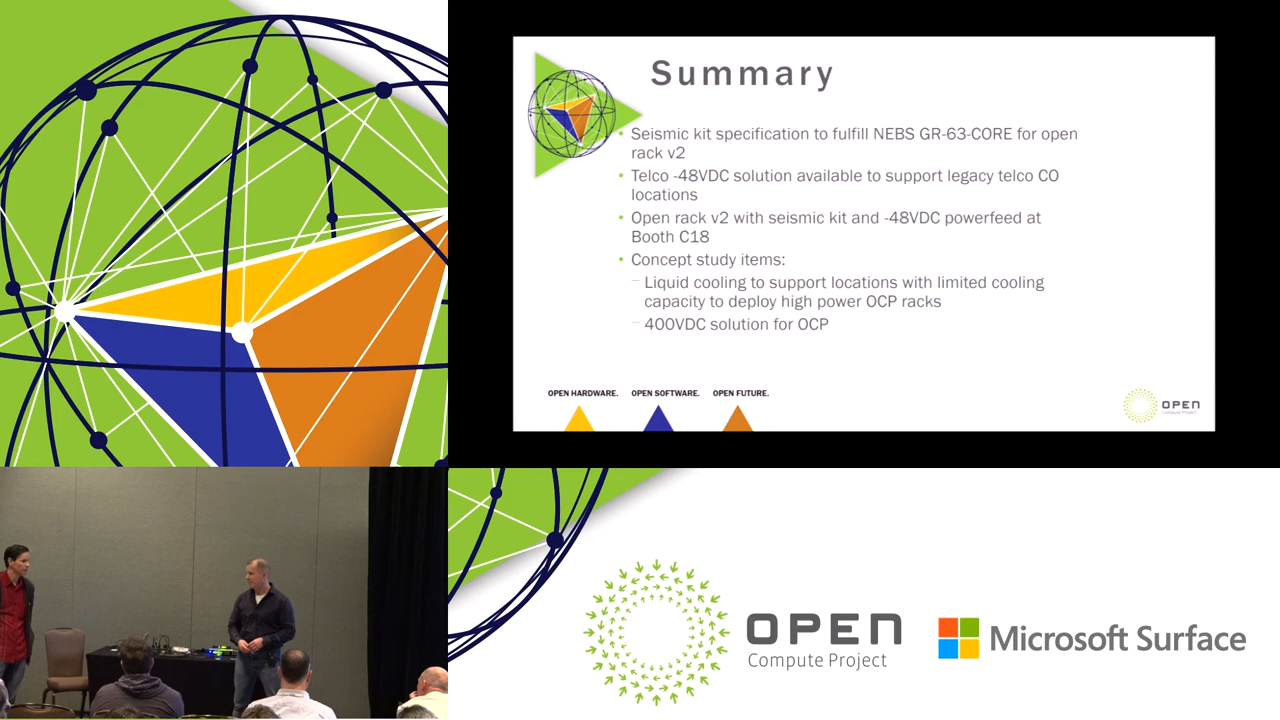 Summary
• Seismic kit specification to fulfill NEBS GR-63-CORE for open
rack v2
• Telco -48VDC solution available to support legacy telco CO
locations
• Open rack v2 with seismic kit and -48VDC powerfeed at
Booth C18
• Concept study items:
– Liquid cooling to support locations with limited cooling
capacity to deploy high power OCP racks
– 400VDC solution for OCP
OPEN HARDWARE. OPEN SOFTWARE. OPEN FUTURE.
OPEN
Compute Project
OPEN
Compute Project
Microsoft Surface